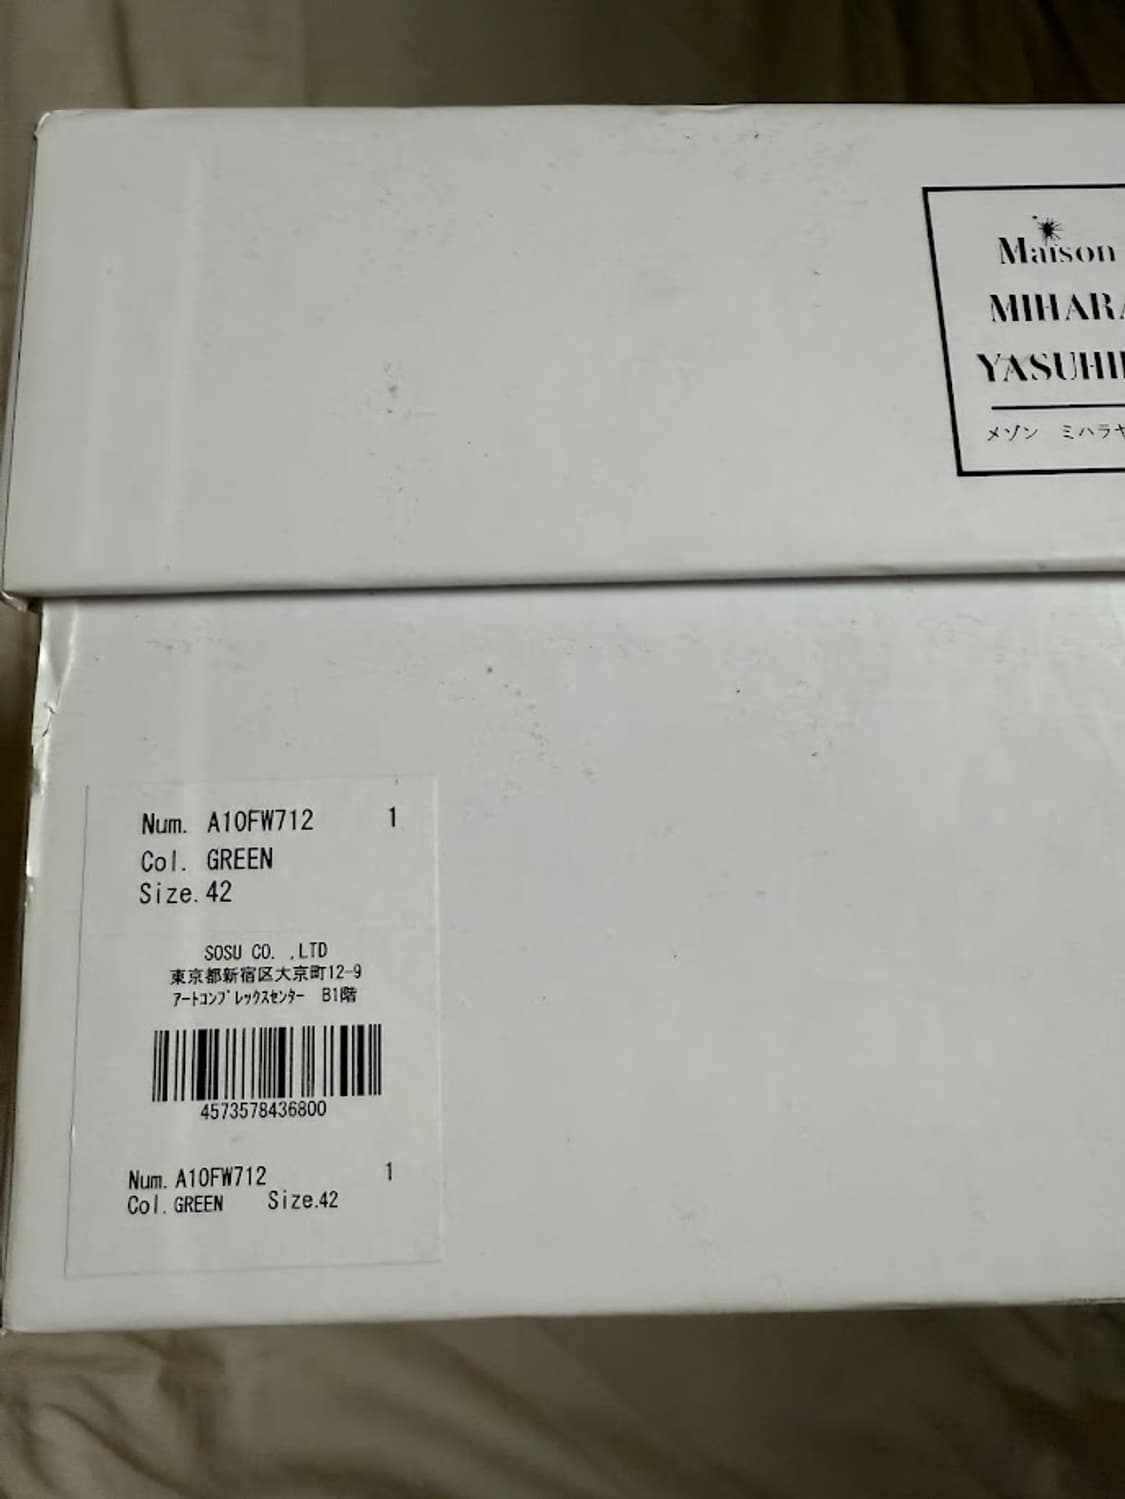 Maison
MIHARA
YASUHI
メゾン ミハラヤ
Num. A10FW712 1
Col. GREEN
Size. 42
SOSU CO. ,LTD
東京都新宿区大京町12-9
ｱｰﾄｺﾝﾌﾟﾚｯｸｽｾﾝﾀｰ B1階
4573578436800
Num. A10FW712 1
Col. GREEN Size.42